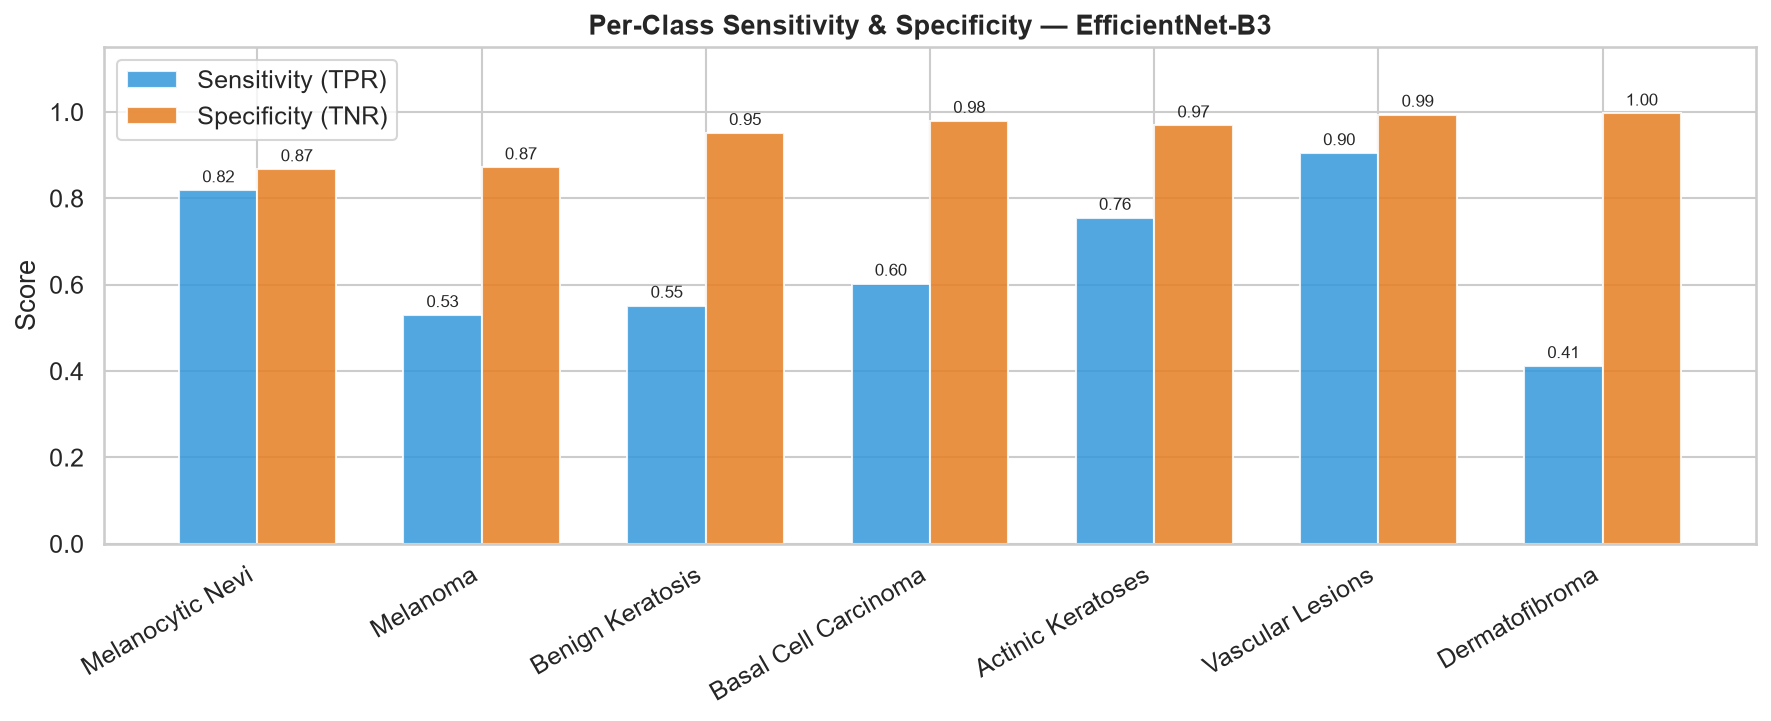 Per-Class Sensitivity & Specificity — EfficientNet-B3
Sensitivity (TPR)
Specificity (TNR)
Score
1.0
0.8
0.6
0.4
0.2
0.0
0.82
0.87
0.53
0.87
0.55
0.95
0.60
0.98
0.76
0.97
0.90
0.99
0.41
1.00
Melanocytic Nevi
Melanoma
Benign Keratosis
Basal Cell Carcinoma
Actinic Keratoses
Vascular Lesions
Dermatofibroma